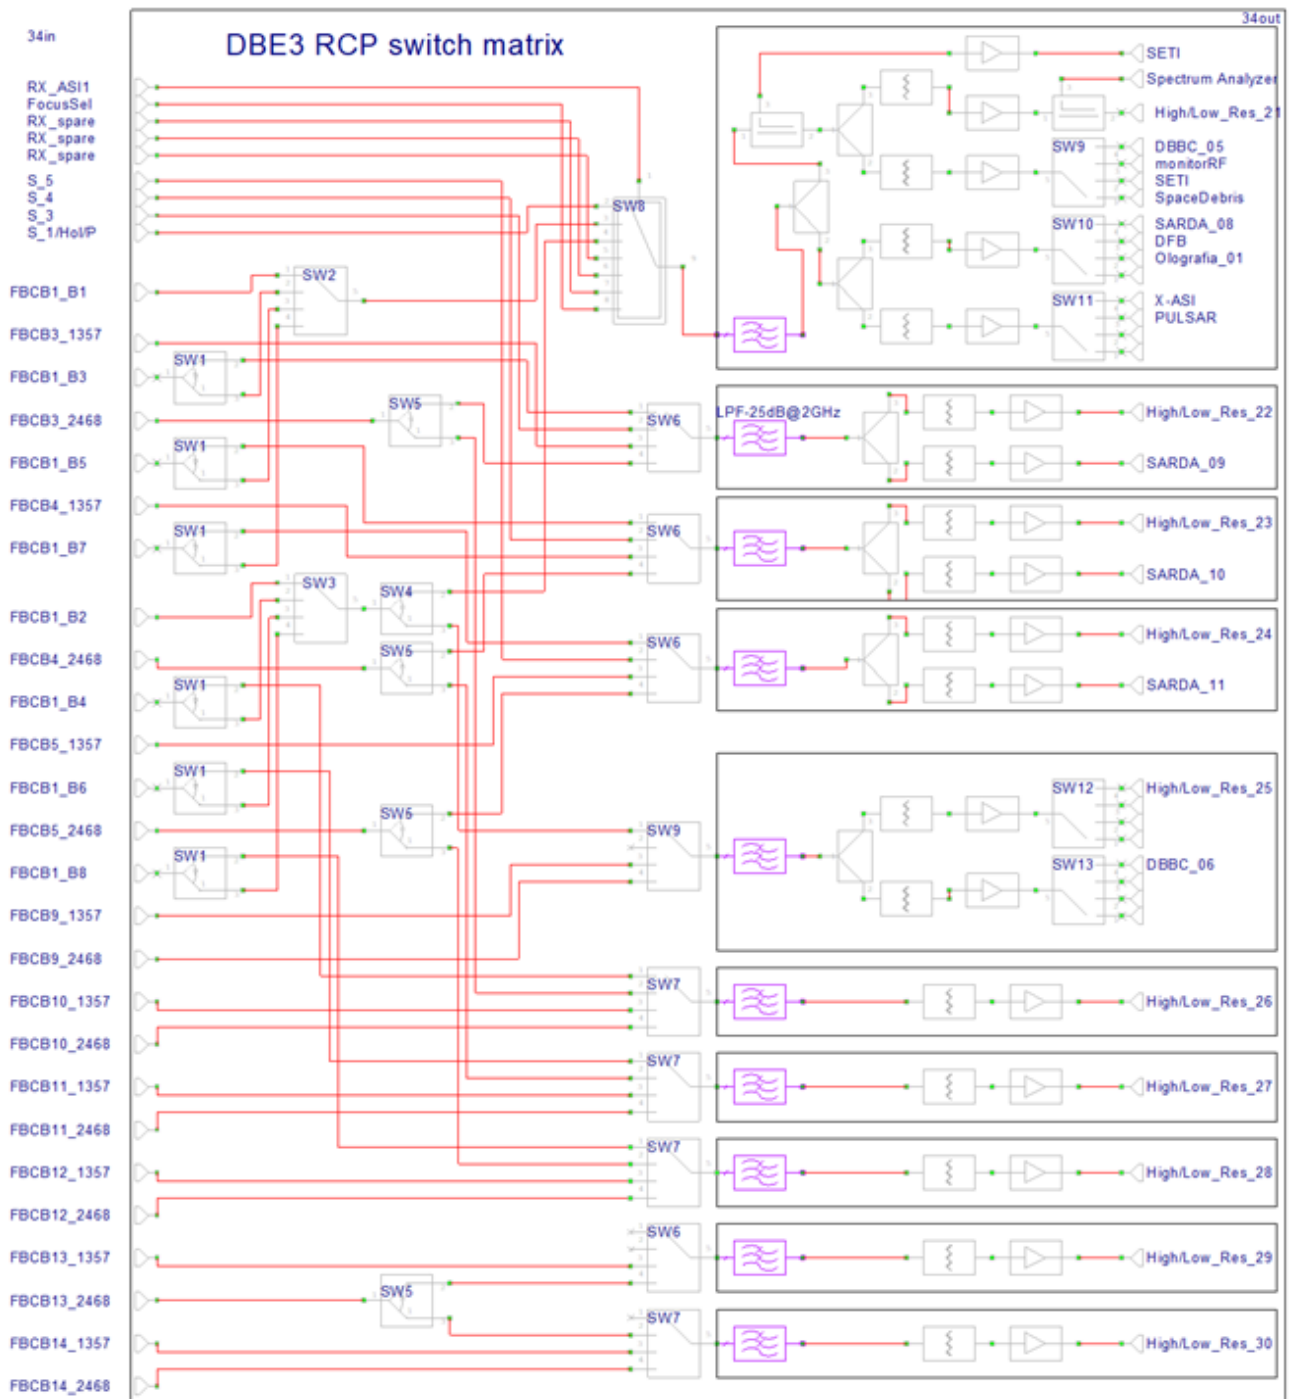 34out
34in
DBE3 RCP switch matrix
RX_ASI1
FocusSel
RX_spare
RX_spare
RX_spare
S_5
S_4
S_3
S_1/Hol/P
FBCB1_B1
FBCB3_1357
FBCB1_B3
FBCB3_2468
FBCB1_B5
FBCB4_1357
FBCB1_B7
FBCB1_B2
FBCB4_2468
FBCB1_B4
FBCB5_1357
FBCB1_B6
FBCB5_2468
FBCB1_B8
FBCB9_1357
FBCB9_2468
FBCB10_1357
FBCB10_2468
FBCB11_1357
FBCB11_2468
FBCB12_1357
FBCB12_2468
FBCB13_1357
FBCB13_2468
FBCB14_1357
FBCB14_2468
SW2
SW1
SW1
SW1
SW3
SW1
SW1
SW1
SW5
SW4
SW5
SW5
SW5
SW8
SW6
SW6
SW6
SW9
SW7
SW7
SW7
SW6
SW7
LPF-25dB@2GHz
SW9
SW10
SW11
SW12
SW13
SETI
Spectrum Analyzer
High/Low_Res_21
DBBC_05
monitorRF
SETI
SpaceDebris
SARDA_08
DFB
Olografia_01
X-ASI
PULSAR
High/Low_Res_22
SARDA_09
High/Low_Res_23
SARDA_10
High/Low_Res_24
SARDA_11
High/Low_Res_25
DBBC_06
High/Low_Res_26
High/Low_Res_27
High/Low_Res_28
High/Low_Res_29
High/Low_Res_30